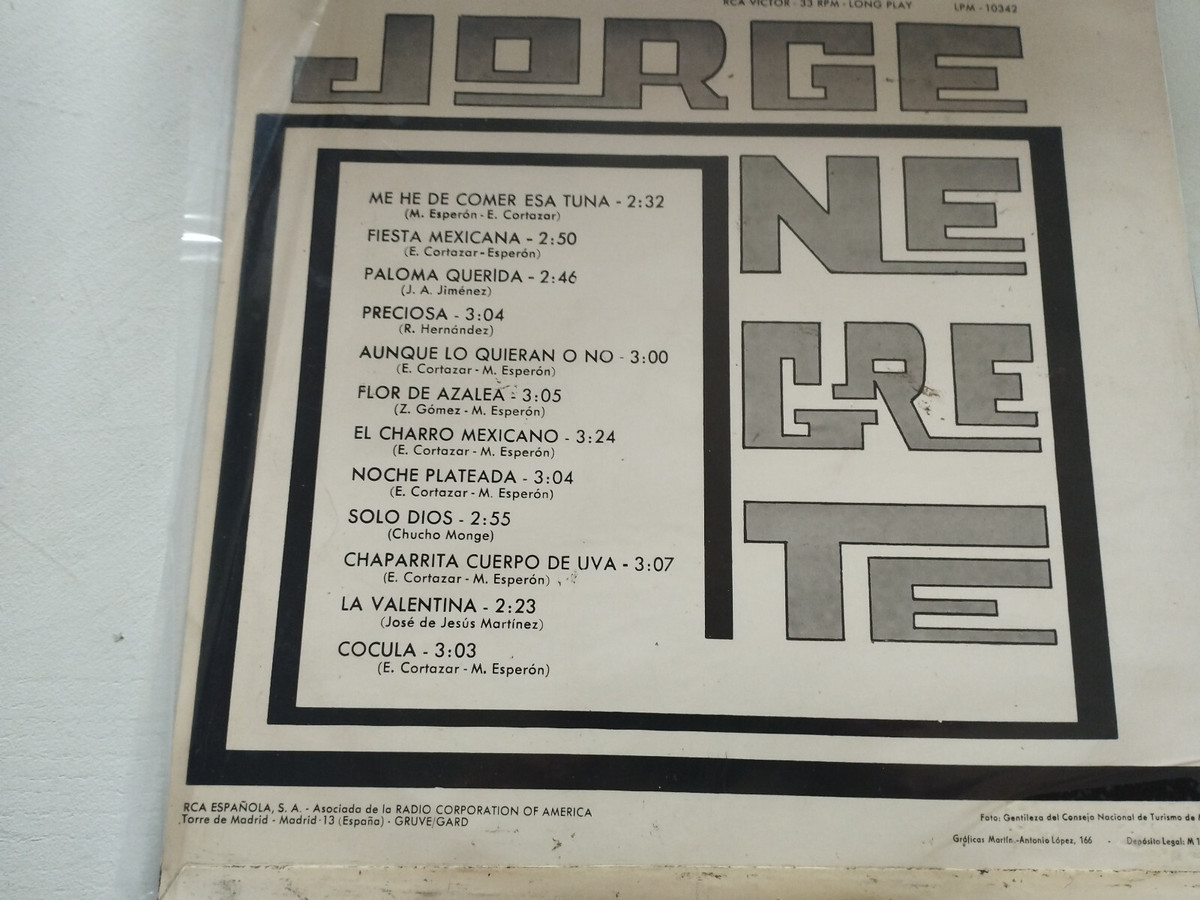 RCA VICTOR - 33 RPM - LONG PLAY LPM - 10342
JORGE
NE
GRE
TE
ME HE DE COMER ESA TUNA - 2:32
(M. Esperón - E. Cortazar)
FIESTA MEXICANA - 2:50
(E. Cortazar-Esperón)
PALOMA QUERIDA - 2:46
(J. A. Jiménez)
PRECIOSA - 3:04
(R. Hernández)
AUNQUE LO QUIERAN O NO - 3:00
(E. Cortazar - M. Esperón)
FLOR DE AZALEA - 3:05
(Z. Gómez - M. Esperón)
EL CHARRO MEXICANO - 3:24
(E. Cortazar - M. Esperón)
NOCHE PLATEADA - 3:04
(E. Cortazar - M. Esperón)
SOLO DIOS - 2:55
(Chucho Monge)
CHAPARRITA CUERPO DE UVA - 3:07
(E. Cortazar - M. Esperón)
LA VALENTINA - 2:23
(José de Jesús Martínez)
COCULA - 3:03
(E. Cortazar - M. Esperón)
RCA ESPAÑOLA, S. A. - Asociada de la RADIO CORPORATION OF AMERICA
Torre de Madrid - Madrid-13 (España) - GRUVE/GARD
Foto: Gentileza del Consejo Nacional de Turismo de
Gráficas Martín.-Antonio López, 166 - Depósito Legal: M